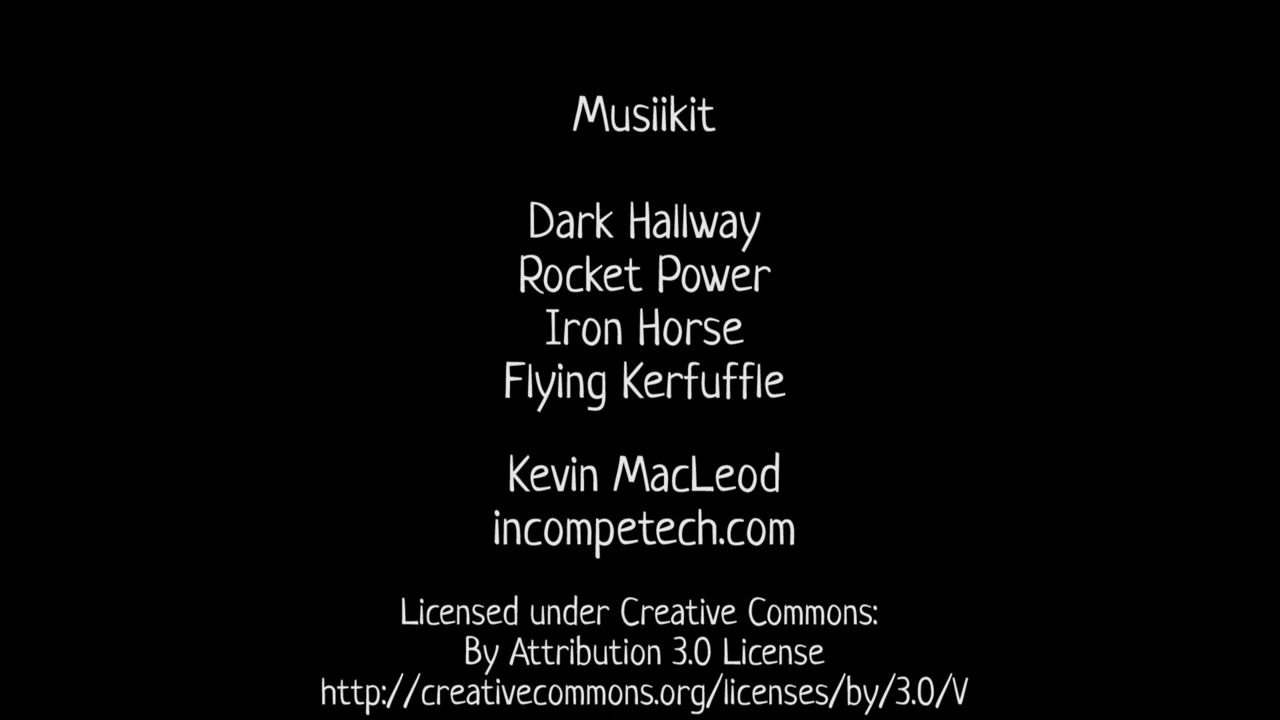 Musiikit
Dark Hallway
Rocket Power
Iron Horse
Flying Kerfuffle
Kevin MacLeod
incompetech.com
Licensed under Creative Commons:
By Attribution 3.0 License
http://creativecommons.org/licenses/by/3.0/V